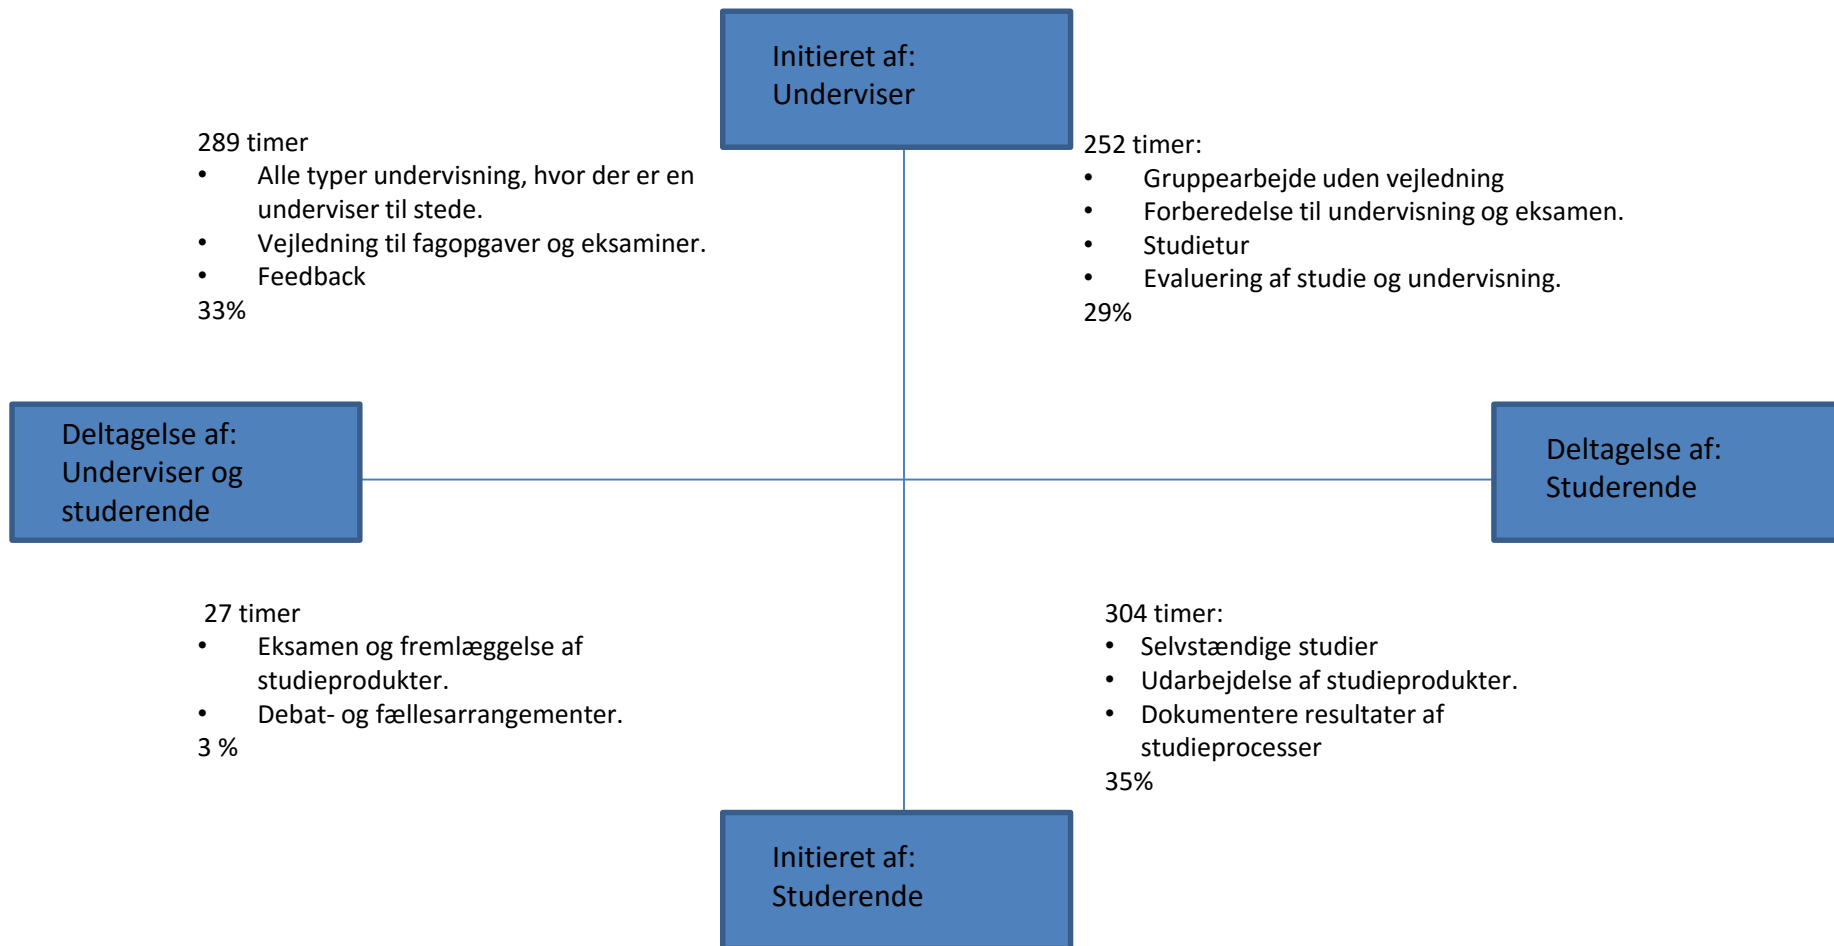 Initieret af:
Underviser
289 timer
• Alle typer undervisning, hvor der er en
underviser til stede.
• Vejledning til fagopgaver og eksaminer.
• Feedback
33%
252 timer:
• Gruppearbejde uden vejledning
• Forberedelse til undervisning og eksamen.
• Studietur
• Evaluering af studie og undervisning.
29%
Deltagelse af:
Underviser og
studerende
Deltagelse af:
Studerende
27 timer
• Eksamen og fremlæggelse af
studieprodukter.
• Debat- og fællesarrangementer.
3 %
304 timer:
• Selvstændige studier
• Udarbejdelse af studieprodukter.
• Dokumentere resultater af
studieprocesser
35%
Initieret af:
Studerende